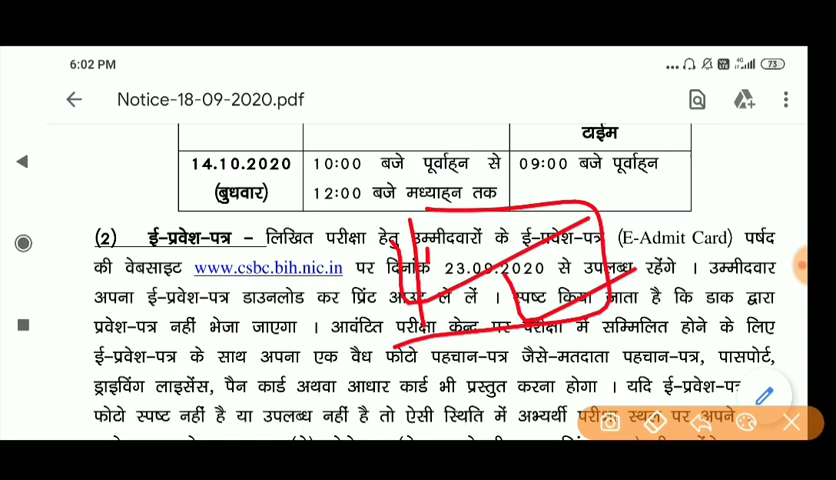 6:02 PM
73
Notice-18-09-2020.pdf
टाईम
14.10.2020 10:00 बजे पूर्वाह्न से 09:00 बजे पूर्वाह्न
(बुधवार) 12:00 बजे मध्याह्न तक
(2) ई-प्रवेश-पत्र - लिखित परीक्षा हेतु उम्मीदवारों के ई-प्रवेश-पत्र (E-Admit Card) पर्षद
की वेबसाइट www.csbc.bih.nic.in पर दिनांक 23.09.2020 से उपलब्ध रहेंगे । उम्मीदवार
अपना ई-प्रवेश-पत्र डाउनलोड कर प्रिंट आउट ले लें । स्पष्ट किया जाता है कि डाक द्वारा
प्रवेश-पत्र नहीं भेजा जाएगा । आवंटित परीक्षा केन्द्र पर परीक्षा में सम्मिलित होने के लिए
ई-प्रवेश-पत्र के साथ अपना एक वैध फोटो पहचान-पत्र जैसे-मतदाता पहचान-पत्र, पासपोर्ट,
ड्राइविंग लाइसेंस, पैन कार्ड अथवा आधार कार्ड भी प्रस्तुत करना होगा । यदि ई-प्रवेश-पत्र
फोटो स्पष्ट नहीं है या उपलब्ध नहीं है तो ऐसी स्थिति में अभ्यर्थी परीक्षा स्थल पर अपने